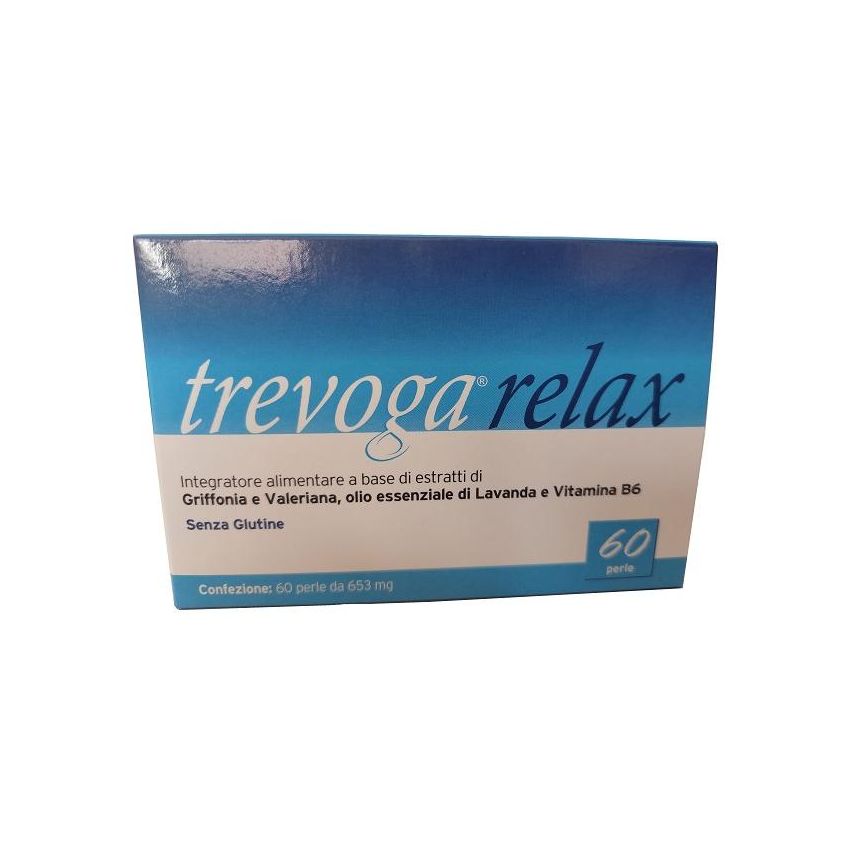 trevoga® relax
Integratore alimentare a base di estratti di
Griffonia e Valeriana, olio essenziale di Lavanda e Vitamina B6
Senza Glutine
60
perle
Confezione: 60 perle da 653 mg